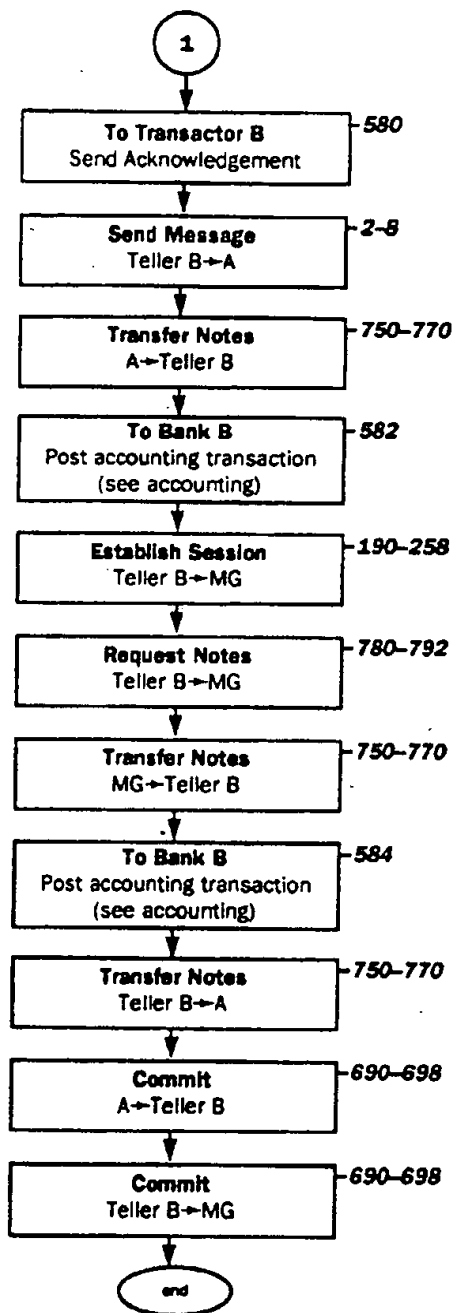 1
To Transactor B
Send Acknowledgement
580
Send Message
Teller B→A
2-8
Transfer Notes
A→Teller B
750-770
To Bank B
Post accounting transaction
(see accounting)
582
Establish Session
Teller B→MG
190-258
Request Notes
Teller B→MG
780-792
Transfer Notes
MG→Teller B
750-770
To Bank B
Post accounting transaction
(see accounting)
584
Transfer Notes
Teller B→A
750-770
Commit
A→Teller B
690-698
Commit
Teller B→MG
690-698
end